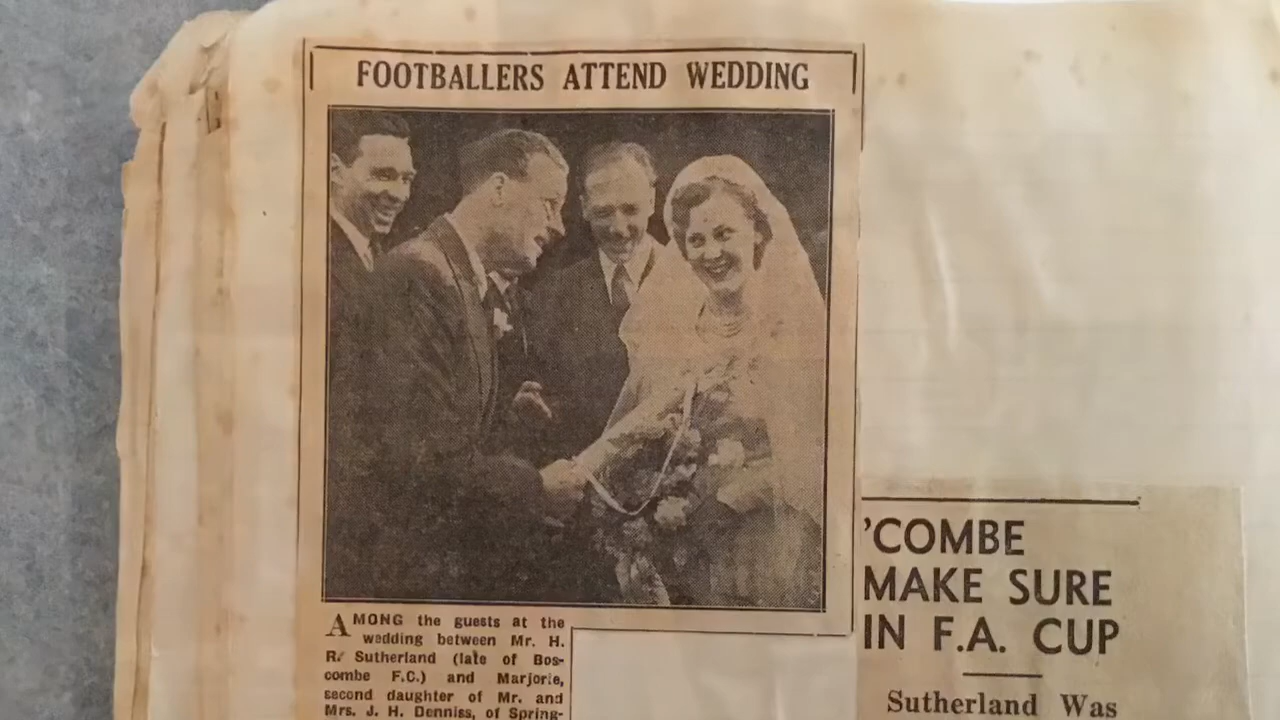 FOOTBALLERS ATTEND WEDDING
AMONG the guests at the
wedding between Mr. H.
R. Sutherland (late of Bos-
combe F.C.) and Marjorie,
second daughter of Mr. and
Mrs. J. H. Denniss, of Spring-
'COMBE
MAKE SURE
IN F.A. CUP
Sutherland Was